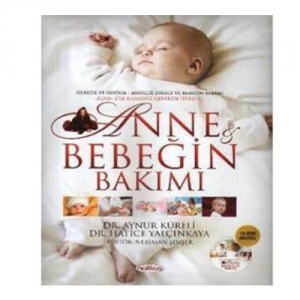 GEBELİK VE DOĞUM - ANNELİK SÜRECİ VE BEBEĞİN BAKIMI
ANNE &
BEBEĞİN
BAKIMI
DR. AYNUR KÜRELİ
DR. HATİCE YALÇINKAYA
EDİTÖR: NERİMAN ŞİMŞEK